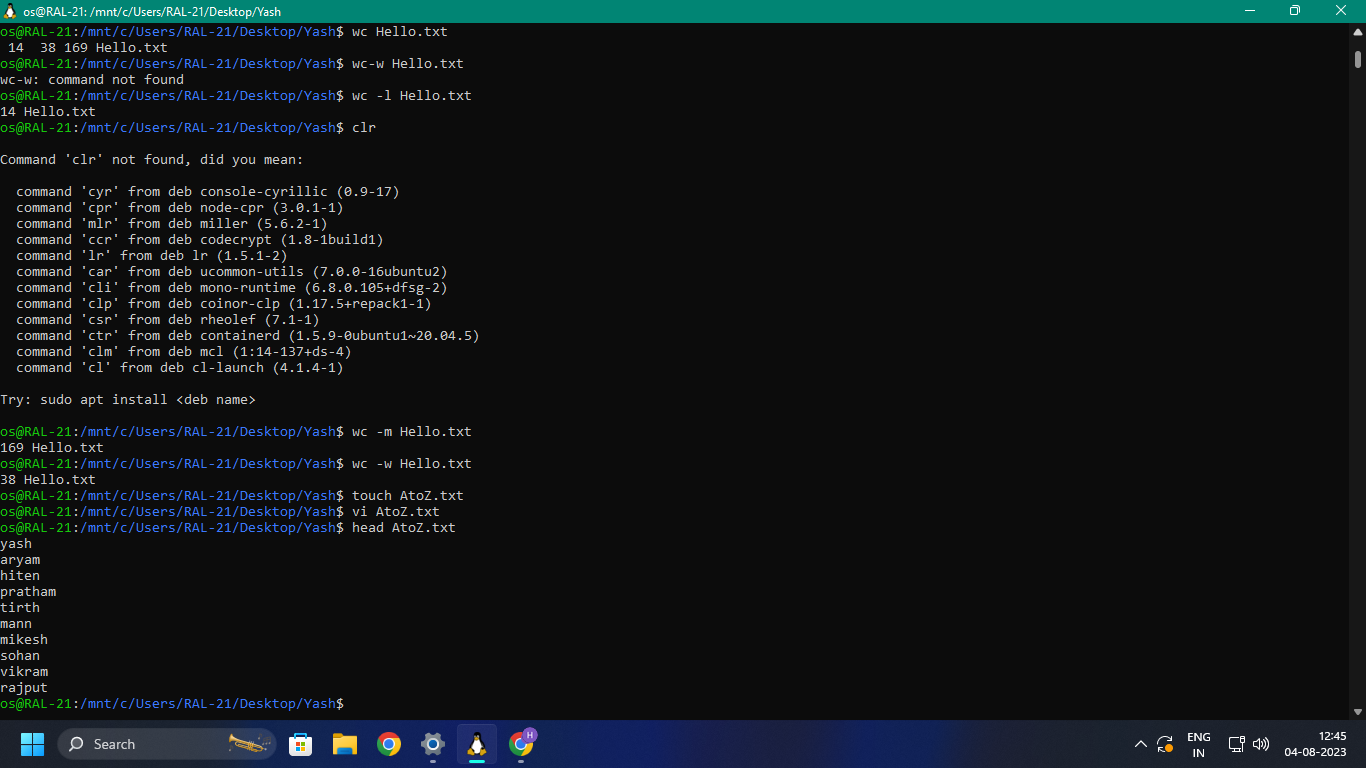 os@RAL-21: /mnt/c/Users/RAL-21/Desktop/Yash
os@RAL-21:/mnt/c/Users/RAL-21/Desktop/Yash$ wc Hello.txt
 14  38 169 Hello.txt
os@RAL-21:/mnt/c/Users/RAL-21/Desktop/Yash$ wc-w Hello.txt
wc-w: command not found
os@RAL-21:/mnt/c/Users/RAL-21/Desktop/Yash$ wc -l Hello.txt
14 Hello.txt
os@RAL-21:/mnt/c/Users/RAL-21/Desktop/Yash$ clr
Command 'clr' not found, did you mean:
  command 'cyr' from deb console-cyrillic (0.9-17)
  command 'cpr' from deb node-cpr (3.0.1-1)
  command 'mlr' from deb miller (5.6.2-1)
  command 'ccr' from deb codecrypt (1.8-1build1)
  command 'lr' from deb lr (1.5.1-2)
  command 'car' from deb ucommon-utils (7.0.0-16ubuntu2)
  command 'cli' from deb mono-runtime (6.8.0.105+dfsg-2)
  command 'clp' from deb coinor-clp (1.17.5+repack1-1)
  command 'csr' from deb rheolef (7.1-1)
  command 'ctr' from deb containerd (1.5.9-0ubuntu1~20.04.5)
  command 'clm' from deb mcl (1:14-137+ds-4)
  command 'cl' from deb cl-launch (4.1.4-1)
Try: sudo apt install <deb name>
os@RAL-21:/mnt/c/Users/RAL-21/Desktop/Yash$ wc -m Hello.txt
169 Hello.txt
os@RAL-21:/mnt/c/Users/RAL-21/Desktop/Yash$ wc -w Hello.txt
38 Hello.txt
os@RAL-21:/mnt/c/Users/RAL-21/Desktop/Yash$ touch AtoZ.txt
os@RAL-21:/mnt/c/Users/RAL-21/Desktop/Yash$ vi AtoZ.txt
os@RAL-21:/mnt/c/Users/RAL-21/Desktop/Yash$ head AtoZ.txt
yash
aryam
hiten
pratham
tirth
mann
mikesh
sohan
vikram
rajput
os@RAL-21:/mnt/c/Users/RAL-21/Desktop/Yash$
Search
H
ENG
IN
12:45
04-08-2023